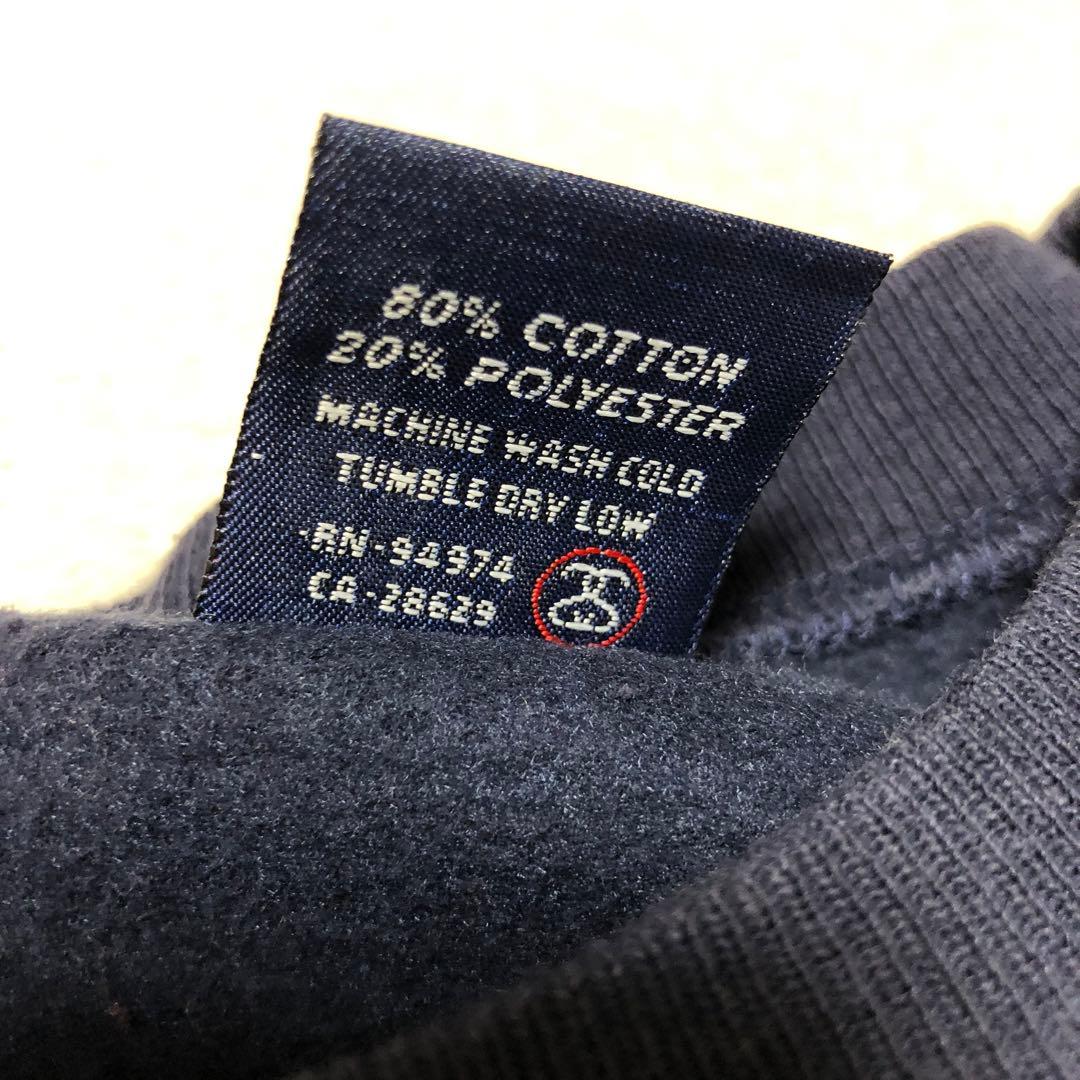 80% COTTON
20% POLYESTER
MACHINE WASH COLD
TUMBLE DRY LOW
-RN-94974
CA-28629